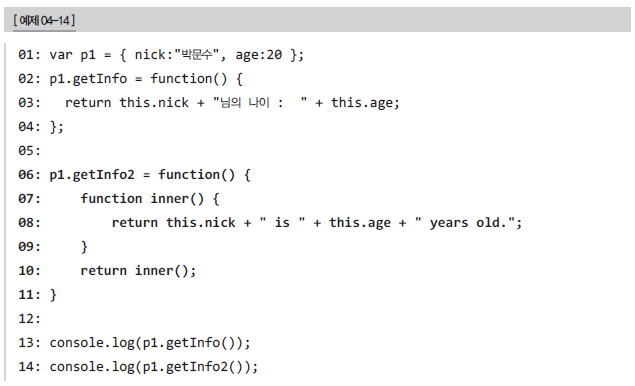 [ 예제 04-14 ]
01: var p1 = { nick:"박문수", age:20 };
02: p1.getInfo = function() {
03:   return this.nick + "님의 나이 :  " + this.age;
04: };
05:
06: p1.getInfo2 = function() {
07:     function inner() {
08:         return this.nick + " is " + this.age + " years old.";
09:     }
10:     return inner();
11: }
12:
13: console.log(p1.getInfo());
14: console.log(p1.getInfo2());